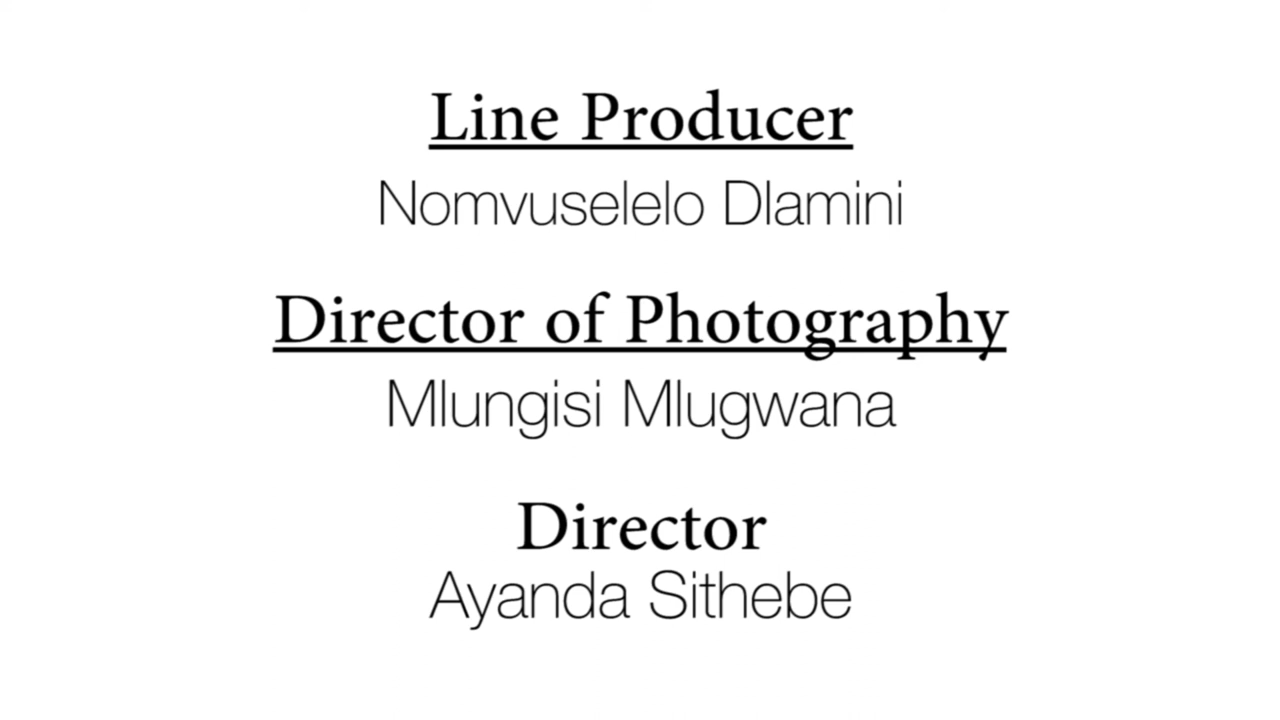 Line Producer
Nomvuselelo Dlamini
Director of Photography
Mlungisi Mlugwana
Director
Ayanda Sithebe